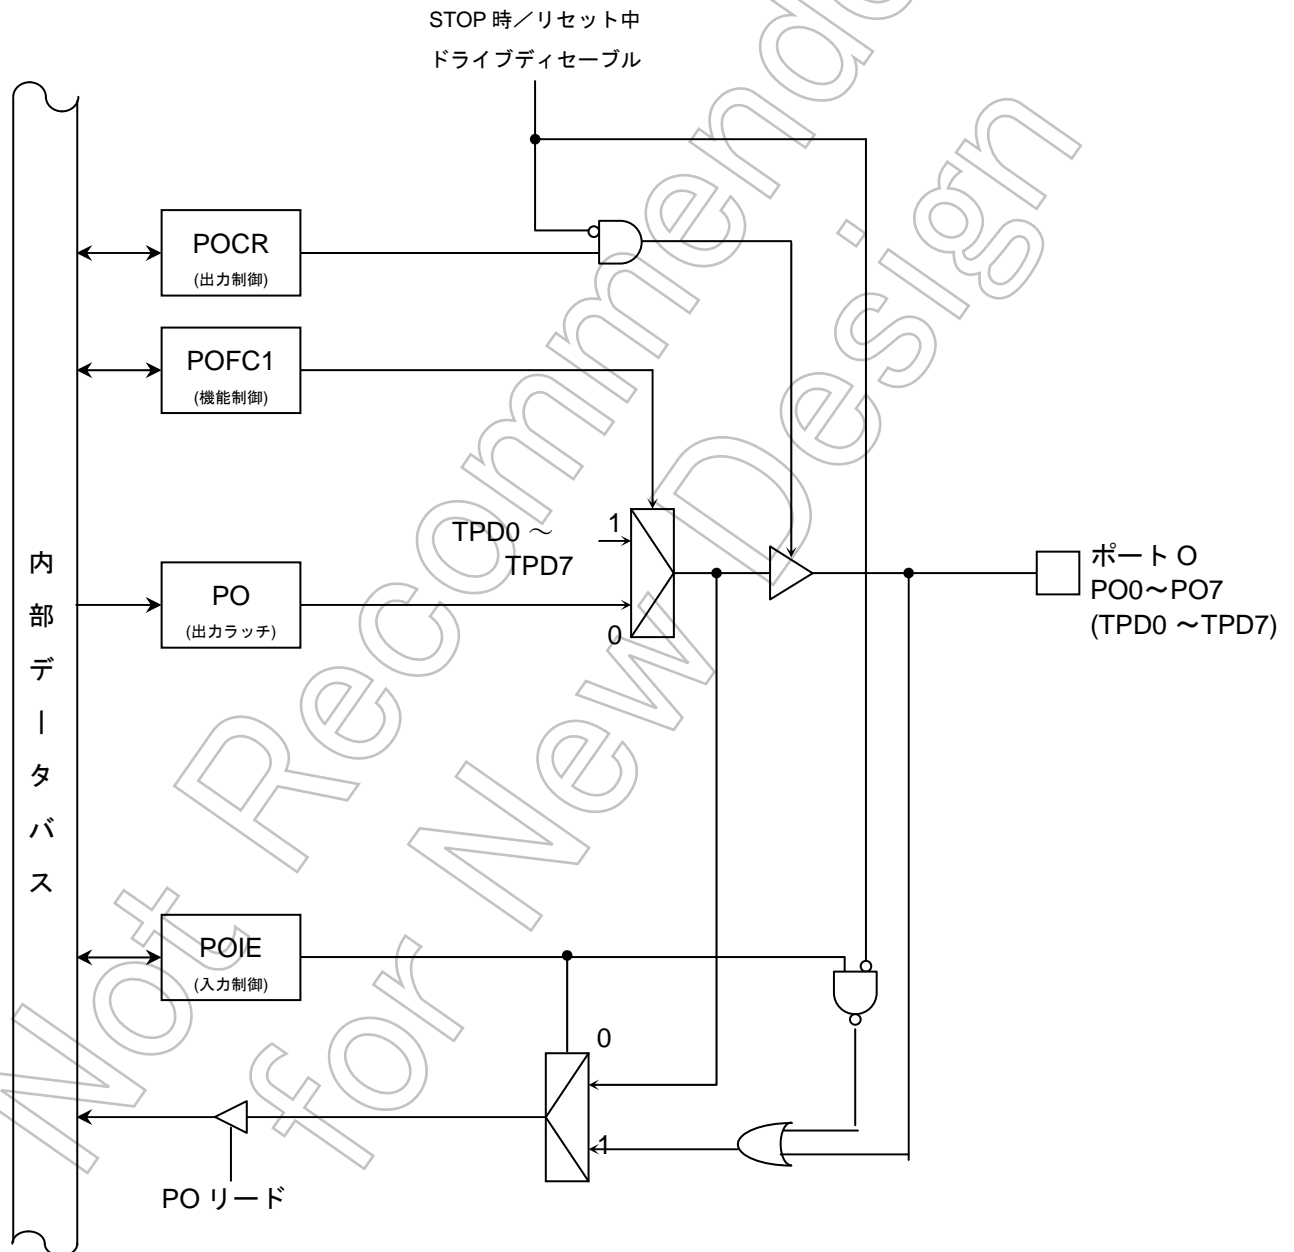 STOP 時／リセット中
ドライブディセーブル
POCR
(出力制御)
POFC1
(機能制御)
1
TPD0 ～
TPD7
内部データバス
PO
(出力ラッチ)
0
ポート O
PO0～PO7
(TPD0 ～TPD7)
POIE
(入力制御)
0
1
PO リード
Not Recommended
for New Design